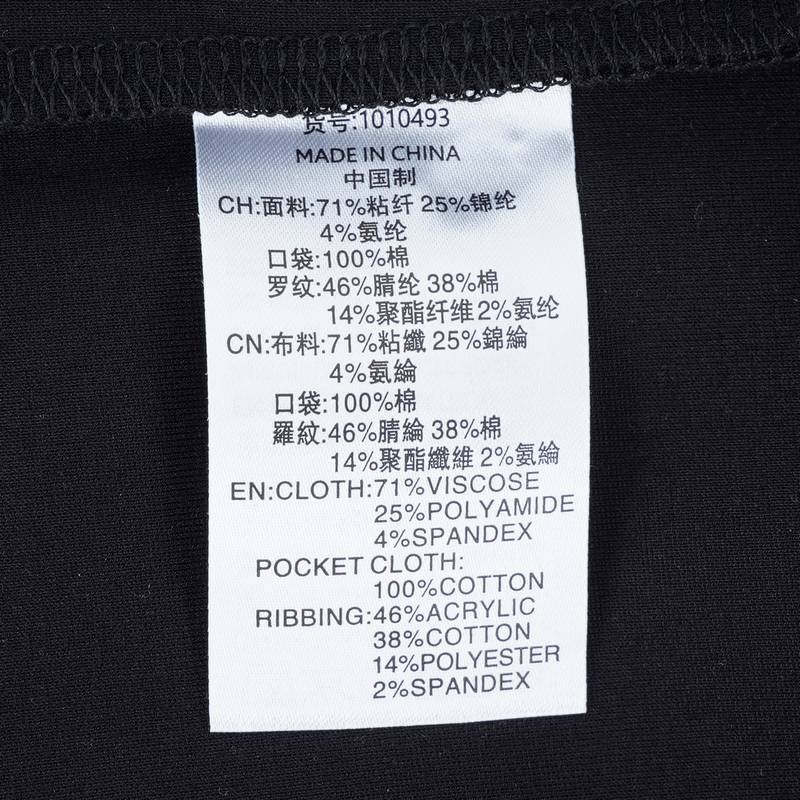 货号:1010493
MADE IN CHINA
中国制
CH:面料:71%粘纤 25%锦纶
4%氨纶
口袋:100%棉
罗纹:46%腈纶 38%棉
14%聚酯纤维 2%氨纶
CN:布料:71%粘纖 25%錦綸
4%氨綸
口袋:100%棉
羅紋:46%腈綸 38%棉
14%聚酯纖維 2%氨綸
EN:CLOTH:71%VISCOSE
25%POLYAMIDE
4%SPANDEX
POCKET CLOTH:
100%COTTON
RIBBING:46%ACRYLIC
38%COTTON
14%POLYESTER
2%SPANDEX